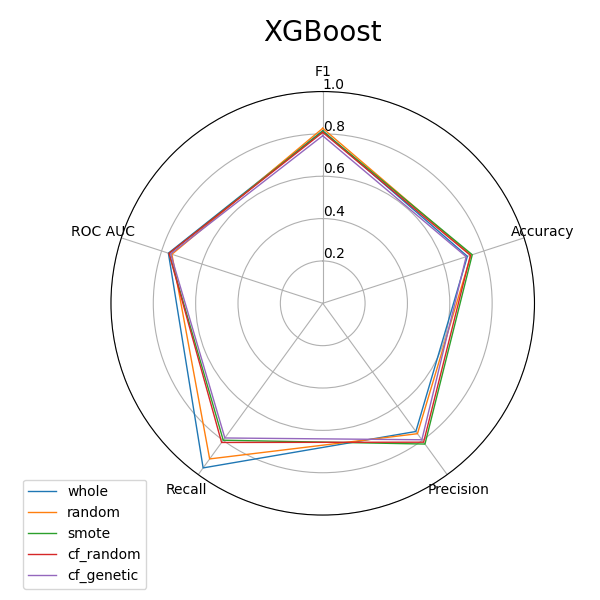 XGBoost
F1
1.0
0.8
0.6
0.4
0.2
ROC AUC
Accuracy
Recall
Precision
whole
random
smote
cf_random
cf_genetic